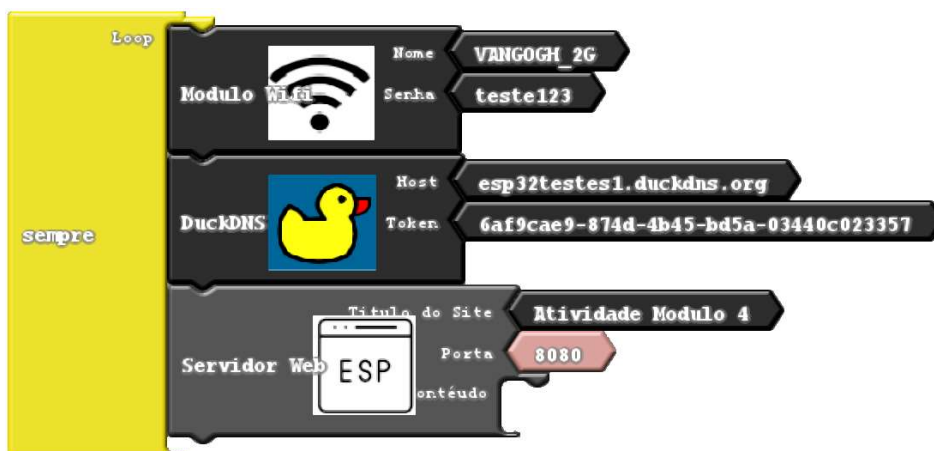 Loop
sempre
Modulo Wifi
Nome
VANGOGH_2G
Senha
teste123
DuckDNS
Host
esp32testes1.duckdns.org
Token
6af9cae9-874d-4b45-bd5a-03440c023357
Servidor Web
ESP
Titulo do Site
Atividade Modulo 4
Porta
8080
ontéudo